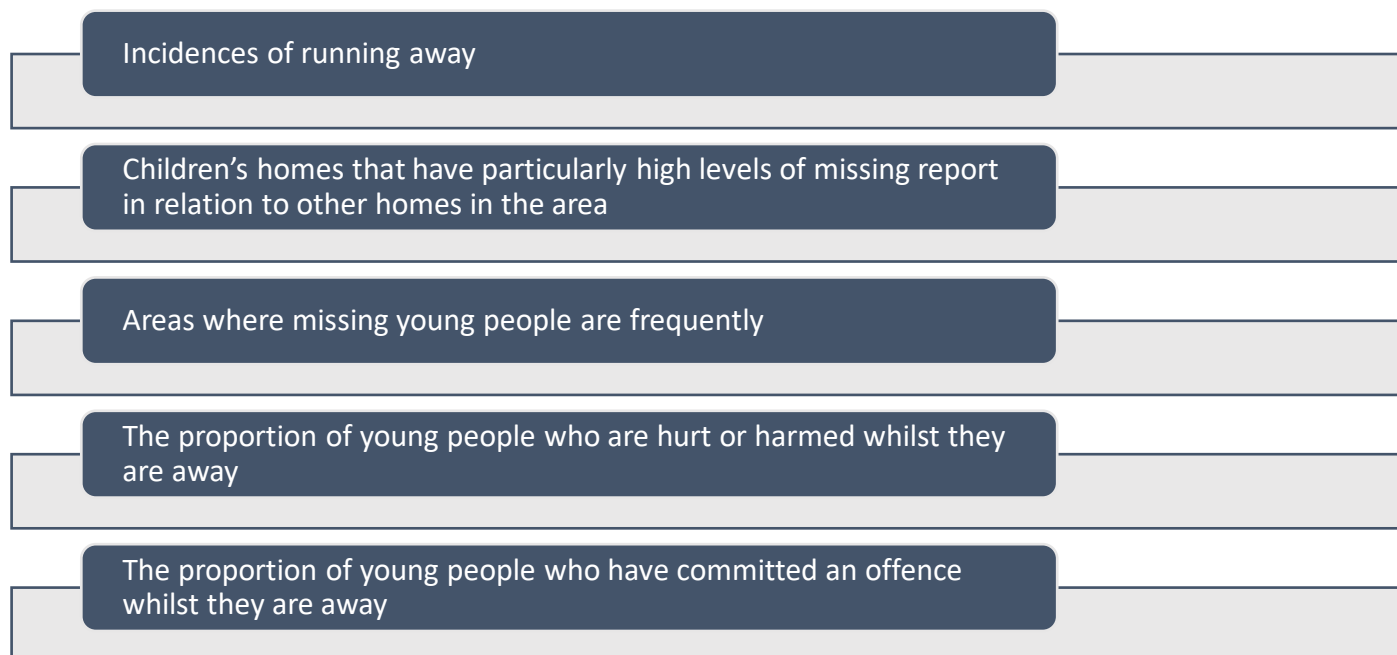 Incidences of running away
Children’s homes that have particularly high levels of missing report
in relation to other homes in the area
Areas where missing young people are frequently
The proportion of young people who are hurt or harmed whilst they
are away
The proportion of young people who have committed an offence
whilst they are away